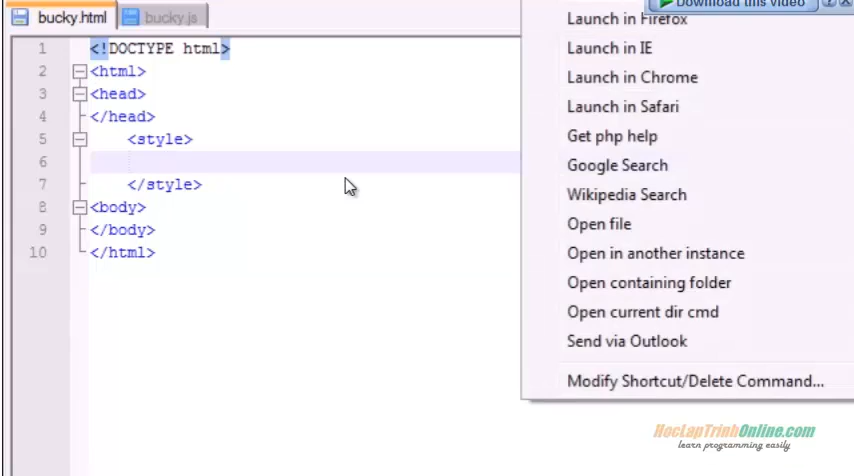 bucky.html
bucky.js
Download this video
1 <!DOCTYPE html>
2 <html>
3 <head>
4 </head>
5 <style>
6
7 </style>
8 <body>
9 </body>
10 </html>
Launch in Firefox
Launch in IE
Launch in Chrome
Launch in Safari
Get php help
Google Search
Wikipedia Search
Open file
Open in another instance
Open containing folder
Open current dir cmd
Send via Outlook
Modify Shortcut/Delete Command...
HocLapTrinhOnline.com
learn programming easily